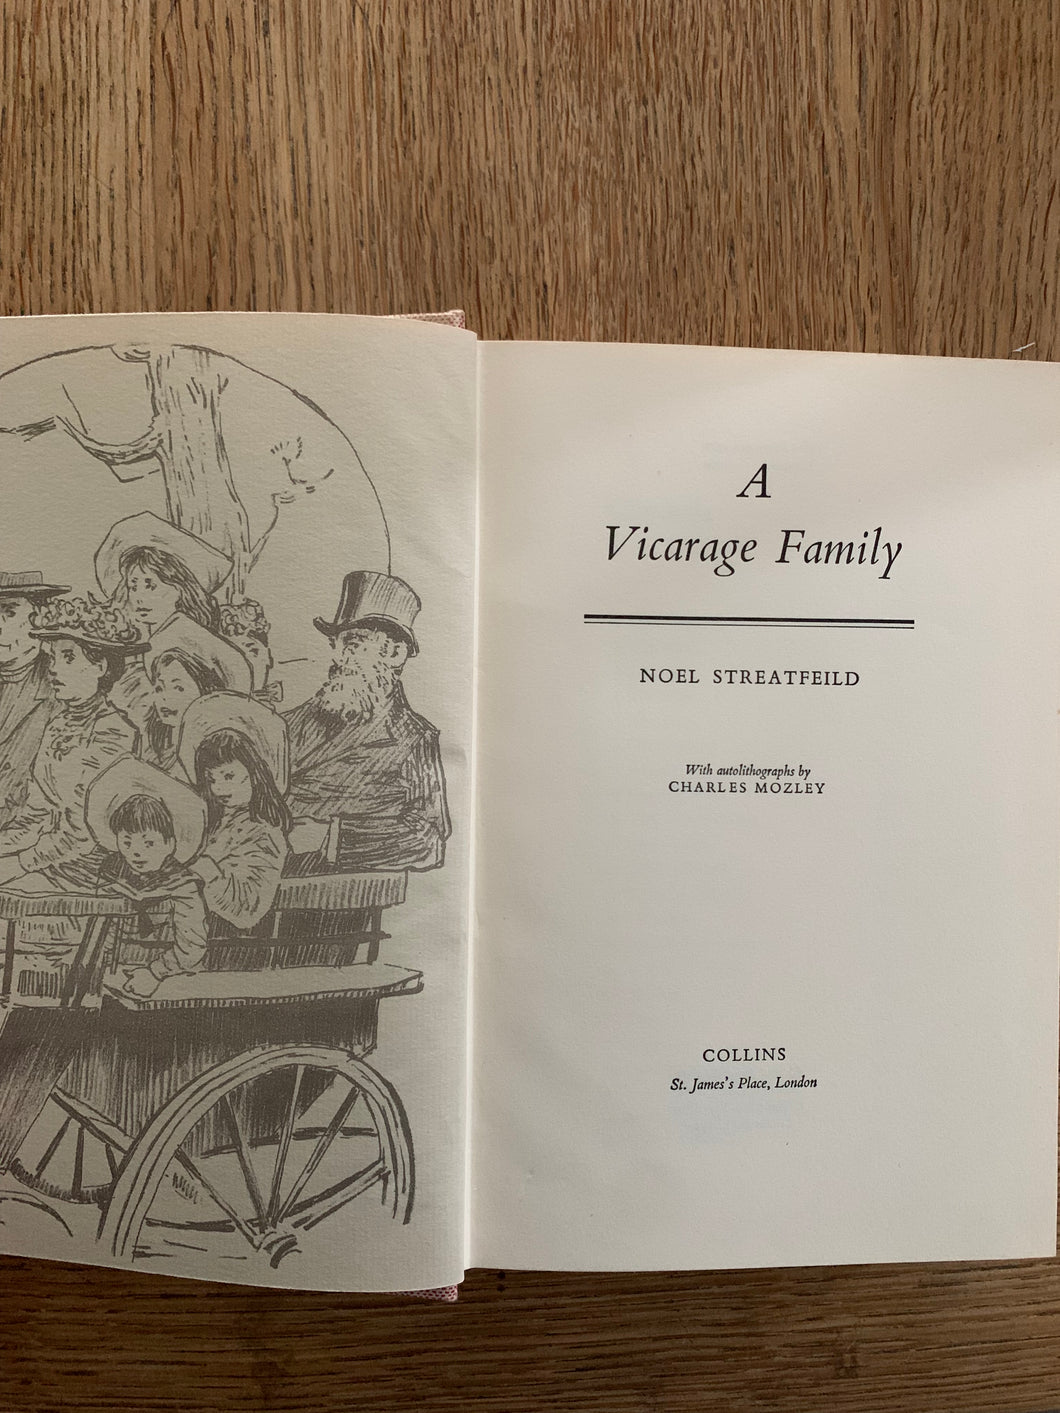 A
Vicarage Family
NOEL STREATFEILD
With autolithographs by
CHARLES MOZLEY
COLLINS
St. James's Place, London